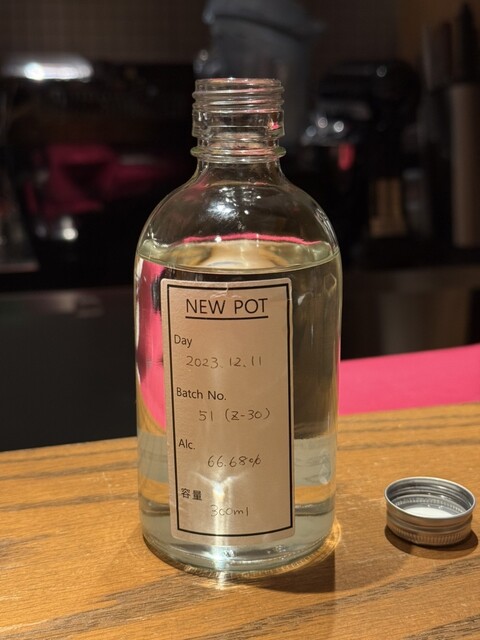 NEW POT
Day
2023.12.11
Batch No.
51 (Z-30)
Alc.
66.68%
容量
300ml